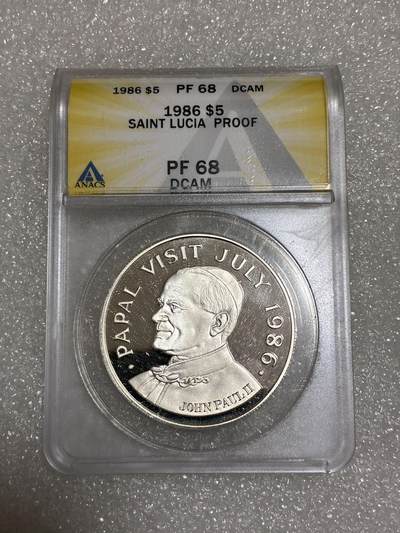 1986 $5 PF 68 DCAM
1986 $5
SAINT LUCIA PROOF
PF 68
DCAM
ANACS
PAPAL VISIT JULY 1986
JOHN PAUL II